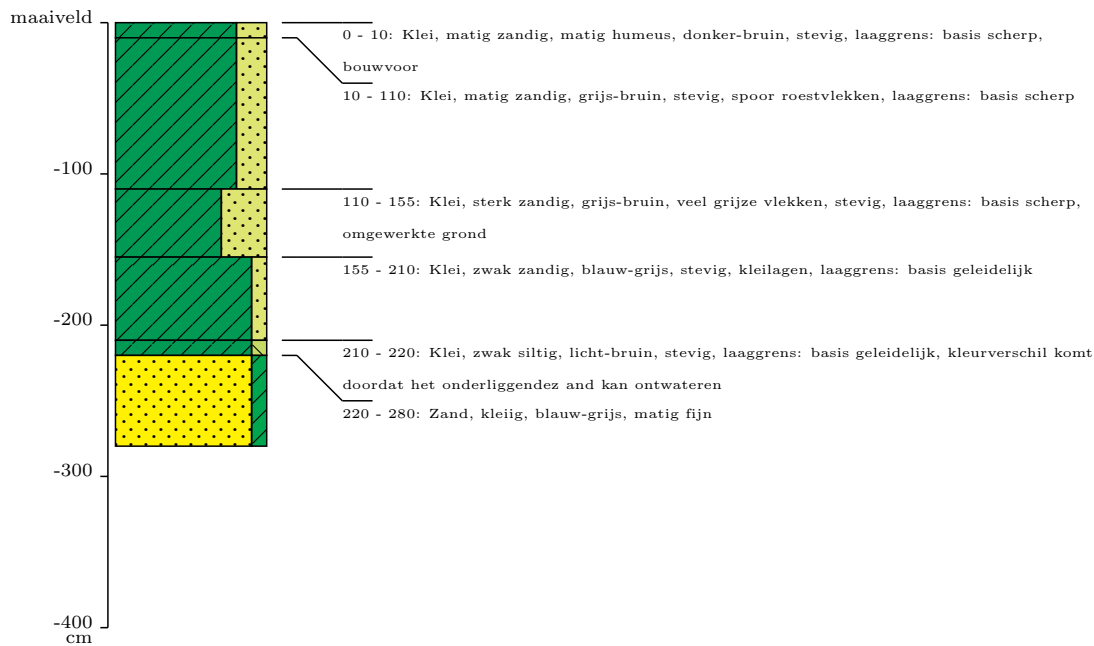 maaiveld
0 - 10: Klei, matig zandig, matig humeus, donker-bruin, stevig, laaggrens: basis scherp,
bouwvoor
10 - 110: Klei, matig zandig, grijs-bruin, stevig, spoor roestvlekken, laaggrens: basis scherp
-100
110 - 155: Klei, sterk zandig, grijs-bruin, veel grijze vlekken, stevig, laaggrens: basis scherp,
omgewerkte grond
155 - 210: Klei, zwak zandig, blauw-grijs, stevig, kleilagen, laaggrens: basis geleidelijk
-200
210 - 220: Klei, zwak siltig, licht-bruin, stevig, laaggrens: basis geleidelijk, kleurverschil komt
doordat het onderliggendez and kan ontwateren
220 - 280: Zand, kleiig, blauw-grijs, matig fijn
-300
-400
cm